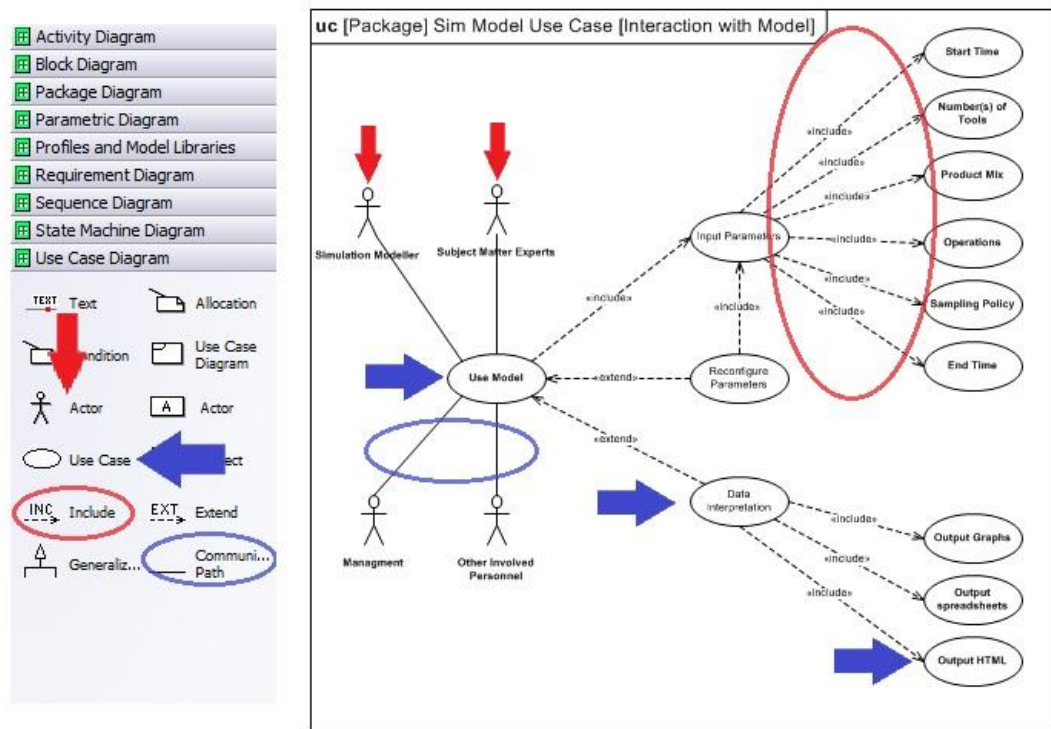 Activity Diagram
Block Diagram
Package Diagram
Parametric Diagram
Profiles and Model Libraries
Requirement Diagram
Sequence Diagram
State Machine Diagram
Use Case Diagram
TEXT Text
Allocation
Use Case
Diagram
Actor
A Actor
Use Case
INC Include
EXT Extend
Generaliz...
Communi...
Path
uc [Package] Sim Model Use Case [Interaction with Model]
Simulation Modeller
Subject Matter Experts
Use Model
Managment
Other Involved
Personnel
«include»
Input Parameters
«include»
Reconfigure
Parameters
«extend»
«extend»
Data
Interpretation
«include»
«include»
«include»
«include»
«include»
«include»
Start Time
Number(s) of
Tools
Product Mix
Operations
Sampling Policy
End Time
«include»
«include»
«include»
Output Graphs
Output
spreadsheets
Output HTML